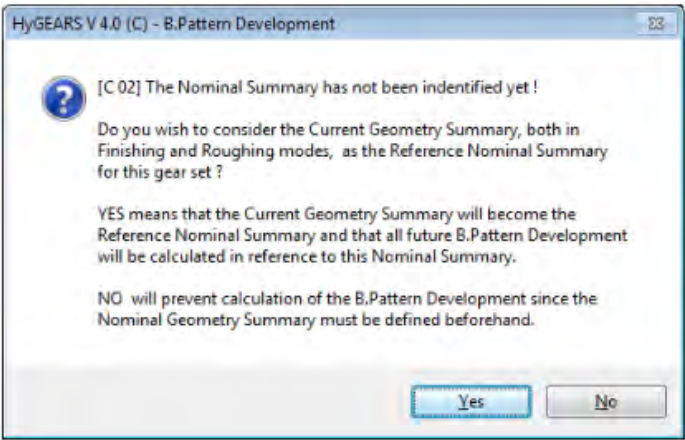 HyGEARS V 4.0 (C) - B.Pattern Development
[C 02] The Nominal Summary has not been indentified yet !
Do you wish to consider the Current Geometry Summary, both in
Finishing and Roughing modes,  as the Reference Nominal Summary
for this gear set ?
YES means that the Current Geometry Summary will become the
Reference Nominal Summary and that all future B.Pattern Development
will be calculated in reference to this Nominal Summary.
NO  will prevent calculation of the B.Pattern Development since the
Nominal Geometry Summary must be defined beforehand.
Yes No